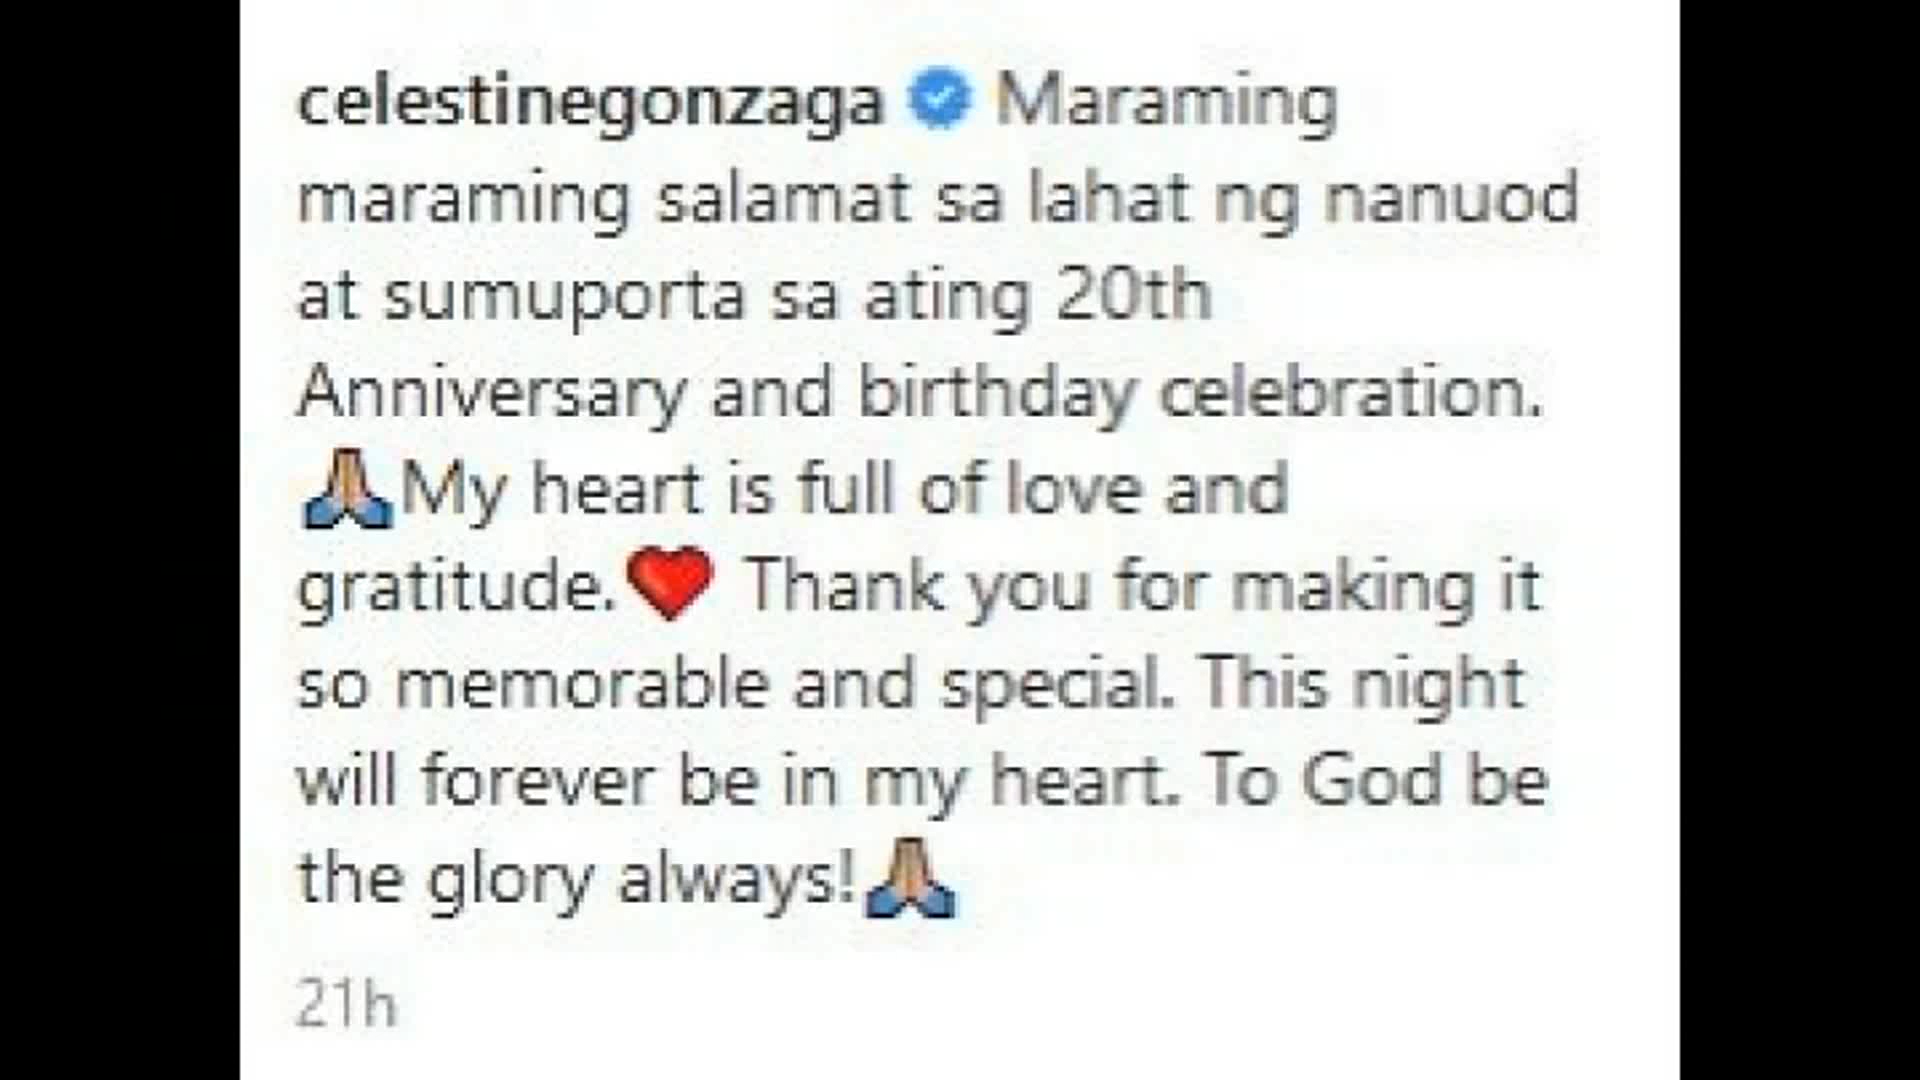 celestinegonzaga Maraming
maraming salamat sa lahat ng nanuod
at sumuporta sa ating 20th
Anniversary and birthday celebration.
🙏🏽My heart is full of love and
gratitude.❤️ Thank you for making it
so memorable and special. This night
will forever be in my heart. To God be
the glory always!🙏🏽
21h